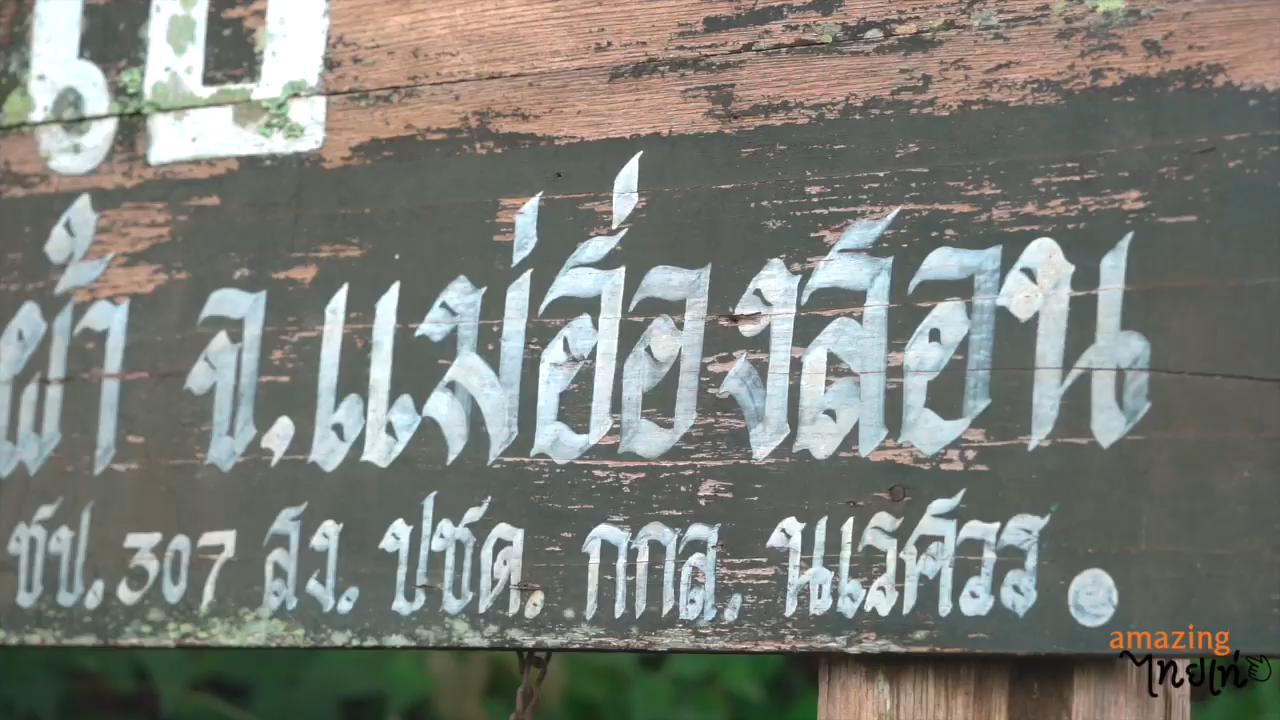 ผ้า จ.แม่ฮ่องสอน
ชป. 307 สง. ปชด. กกล. นเรศวร.
amazing
ไทยเท่